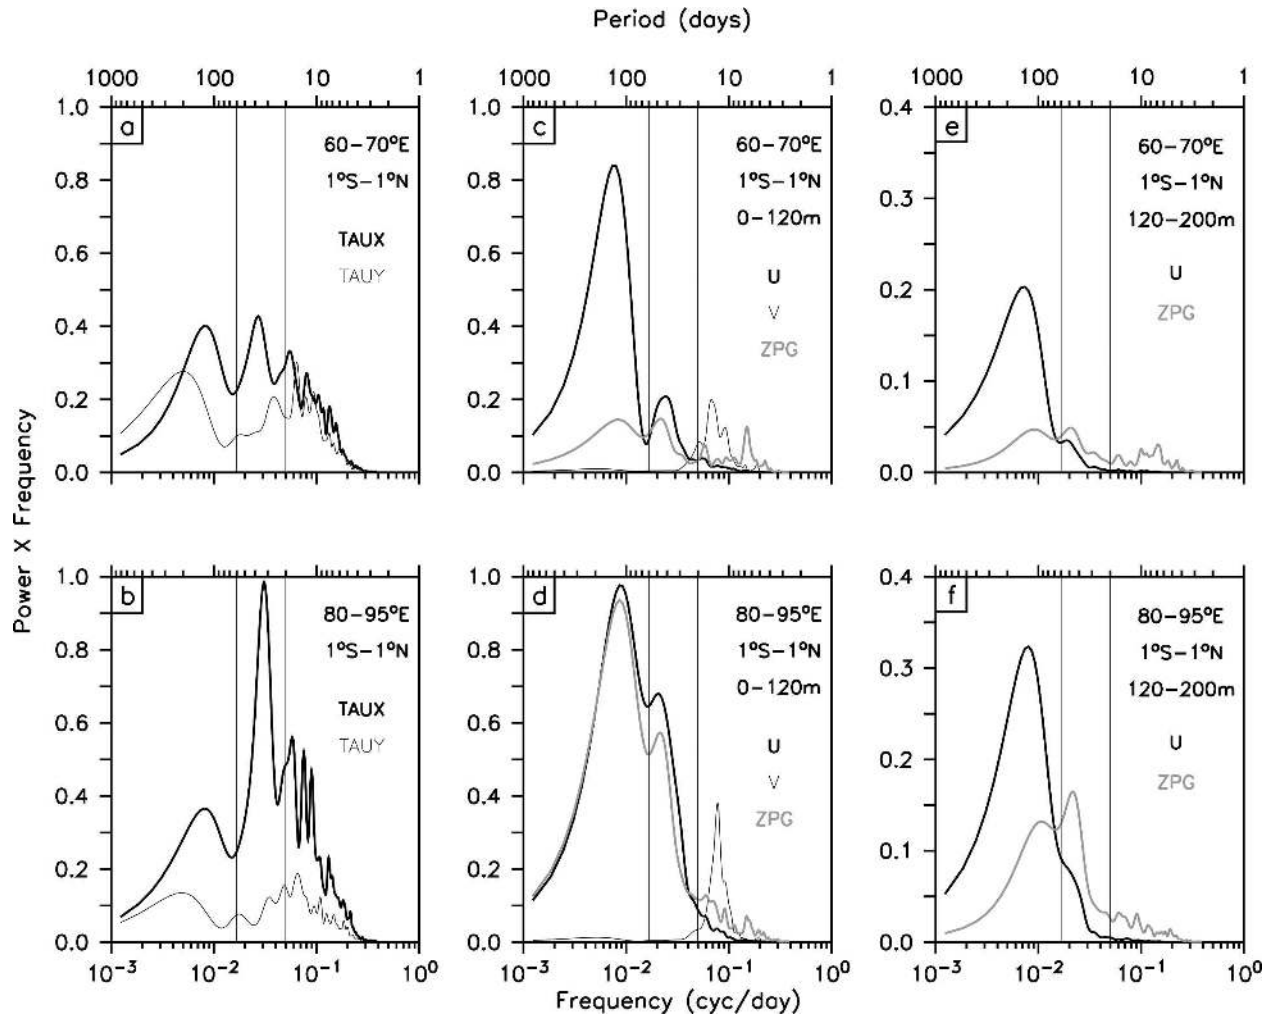 Period (days)
1000 100 10 1
1000 100 10 1
1000 100 10 1
Power X Frequency
a
1.0
0.8
0.6
0.4
0.2
0.0
60-70°E
1°S-1°N
TAUX
TAUY
c
1.0
0.8
0.6
0.4
0.2
0.0
60-70°E
1°S-1°N
0-120m
U
V
ZPG
e
0.4
0.3
0.2
0.1
0.0
60-70°E
1°S-1°N
120-200m
U
ZPG
b
1.0
0.8
0.6
0.4
0.2
0.0
80-95°E
1°S-1°N
TAUX
TAUY
d
1.0
0.8
0.6
0.4
0.2
0.0
80-95°E
1°S-1°N
0-120m
U
V
ZPG
f
0.4
0.3
0.2
0.1
0.0
80-95°E
1°S-1°N
120-200m
U
ZPG
10⁻³ 10⁻² 10⁻¹ 10⁰
10⁻³ 10⁻² 10⁻¹ 10⁰
10⁻³ 10⁻² 10⁻¹ 10⁰
Frequency (cyc/day)